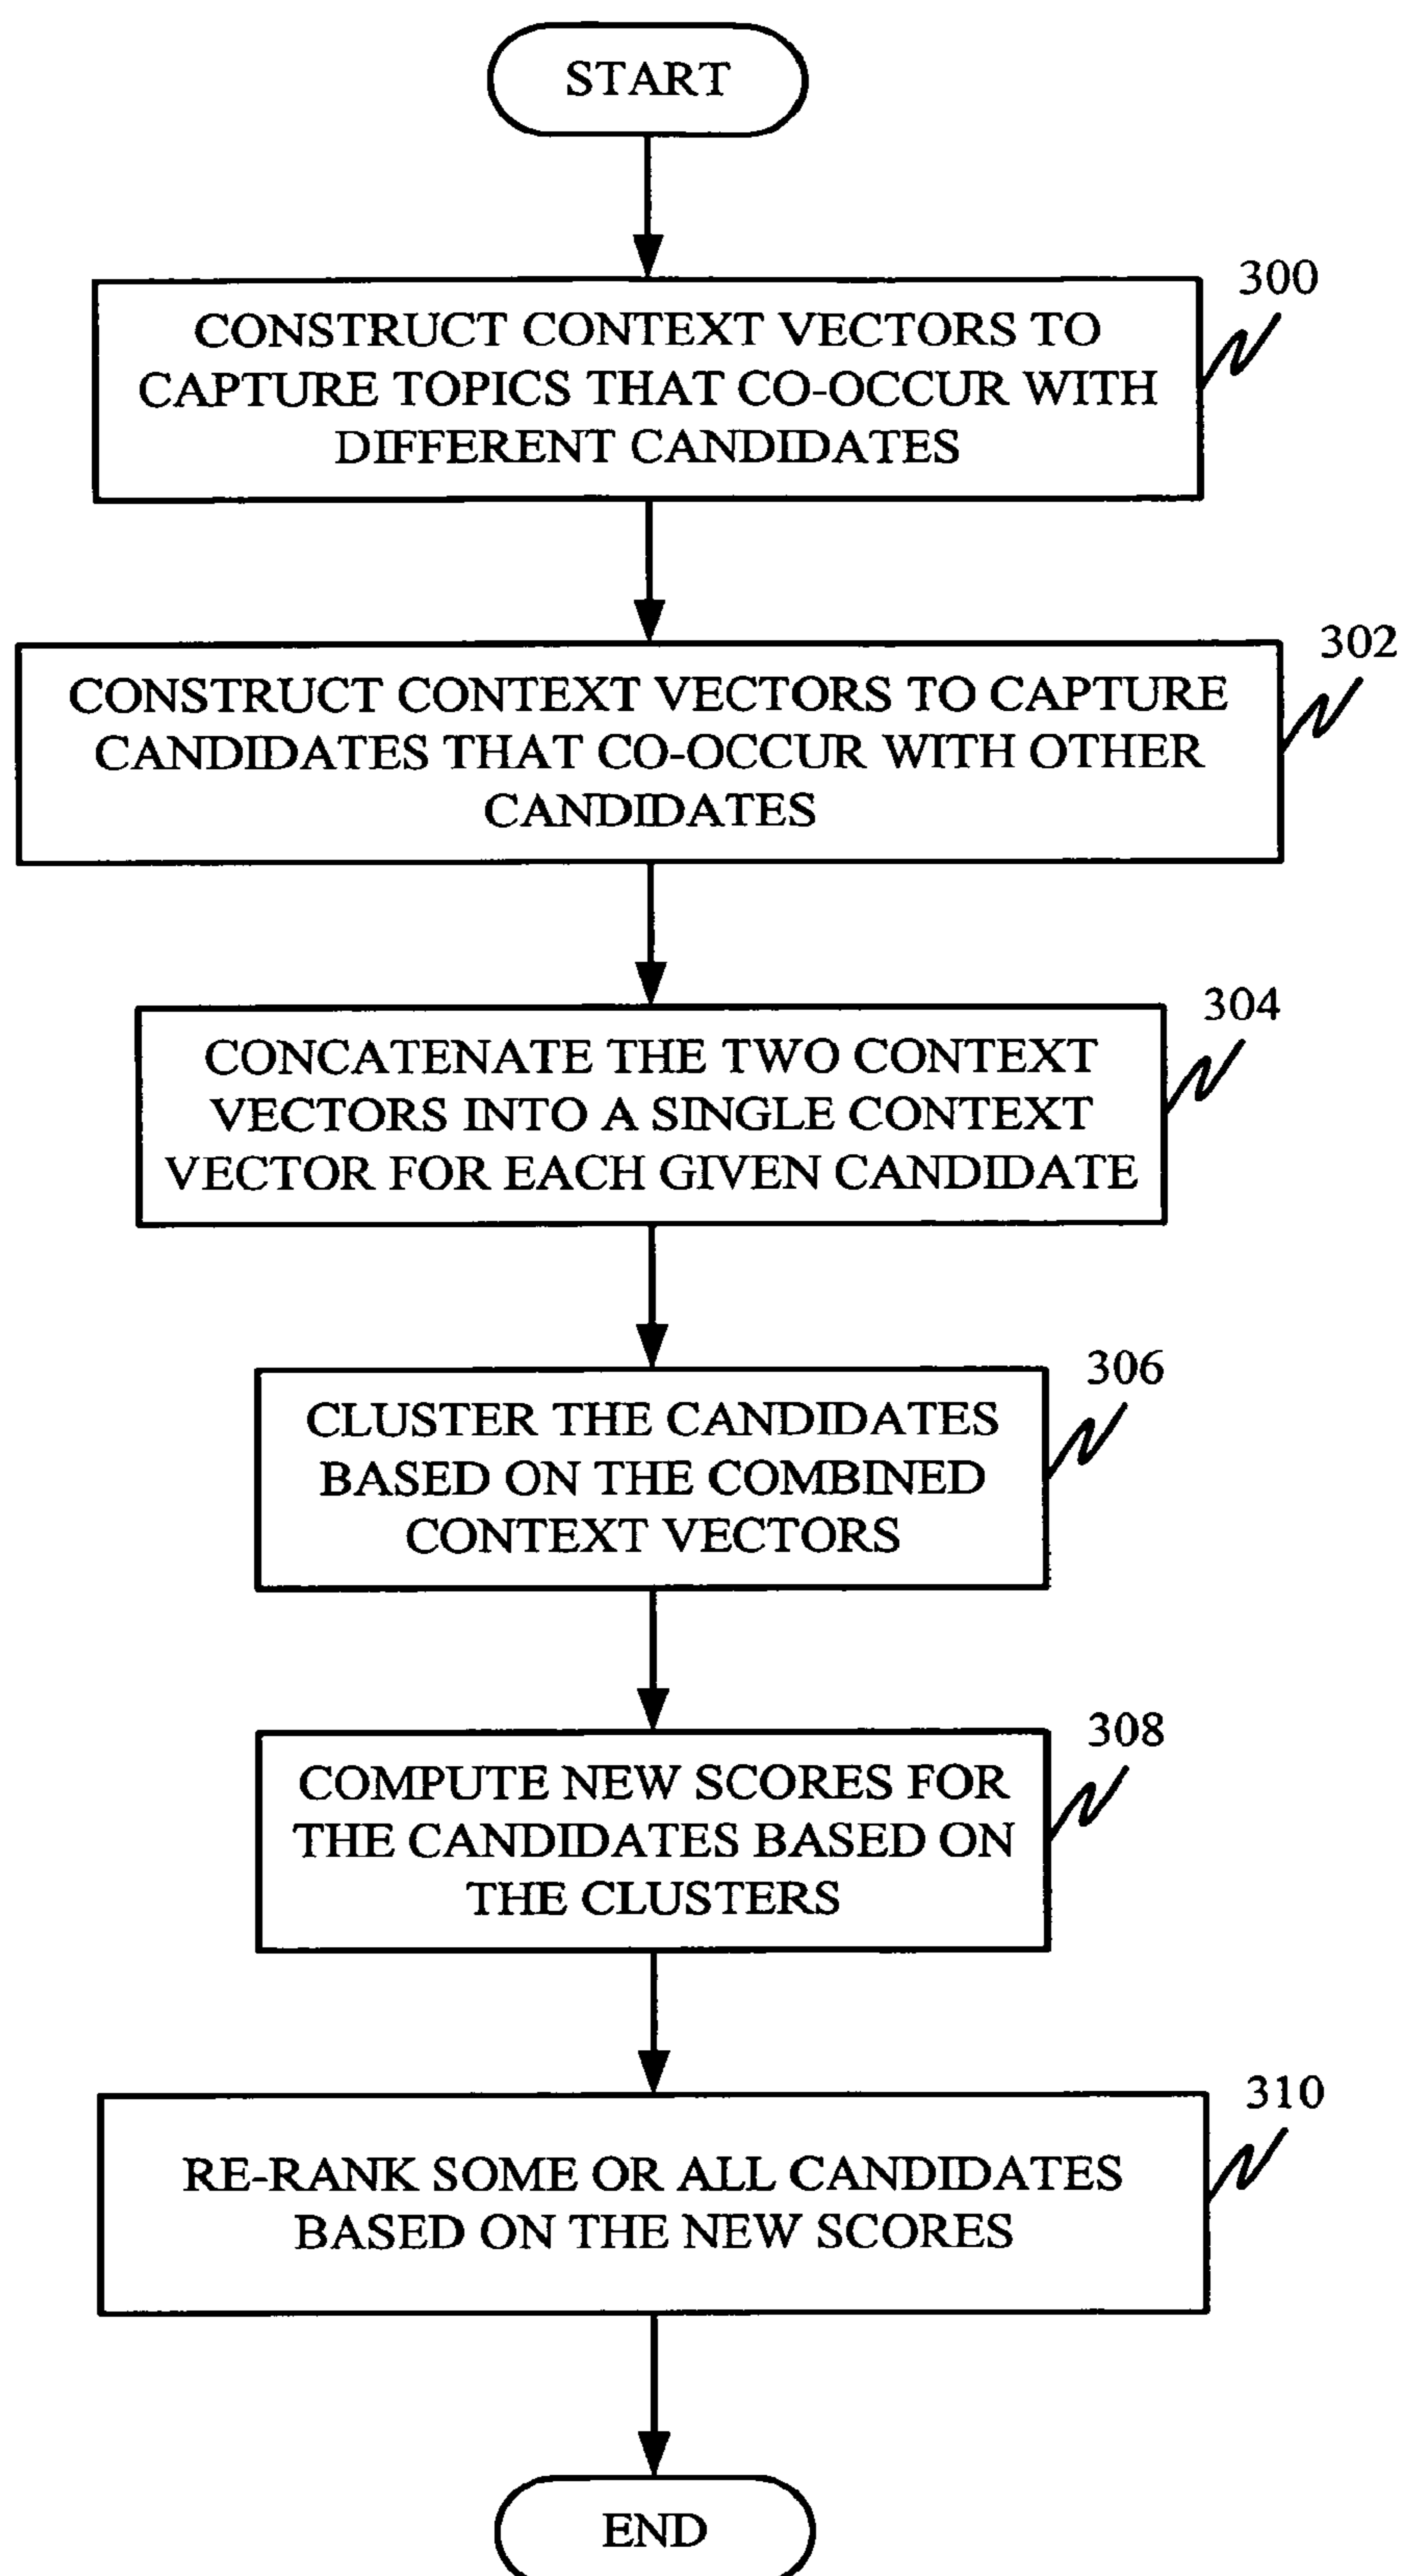 START
300
CONSTRUCT CONTEXT VECTORS TO
CAPTURE TOPICS THAT CO-OCCUR WITH
DIFFERENT CANDIDATES
302
CONSTRUCT CONTEXT VECTORS TO CAPTURE
CANDIDATES THAT CO-OCCUR WITH OTHER
CANDIDATES
304
CONCATENATE THE TWO CONTEXT
VECTORS INTO A SINGLE CONTEXT
VECTOR FOR EACH GIVEN CANDIDATE
306
CLUSTER THE CANDIDATES
BASED ON THE COMBINED
CONTEXT VECTORS
308
COMPUTE NEW SCORES FOR
THE CANDIDATES BASED ON
THE CLUSTERS
310
RE-RANK SOME OR ALL CANDIDATES
BASED ON THE NEW SCORES
END